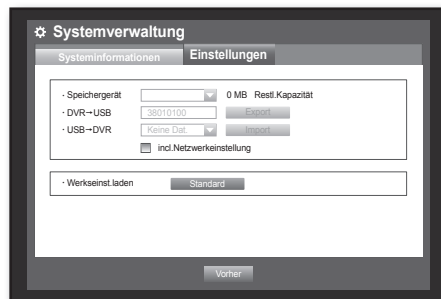 Systemverwaltung
Systeminformationen Einstellungen
· Speichergerät 0 MB Restl.Kapazität
· DVR→USB 38010100 Export
· USB→DVR Keine Dat. Import
incl.Netzwerkeinstellung
· Werkseinst.laden Standard
Vorher